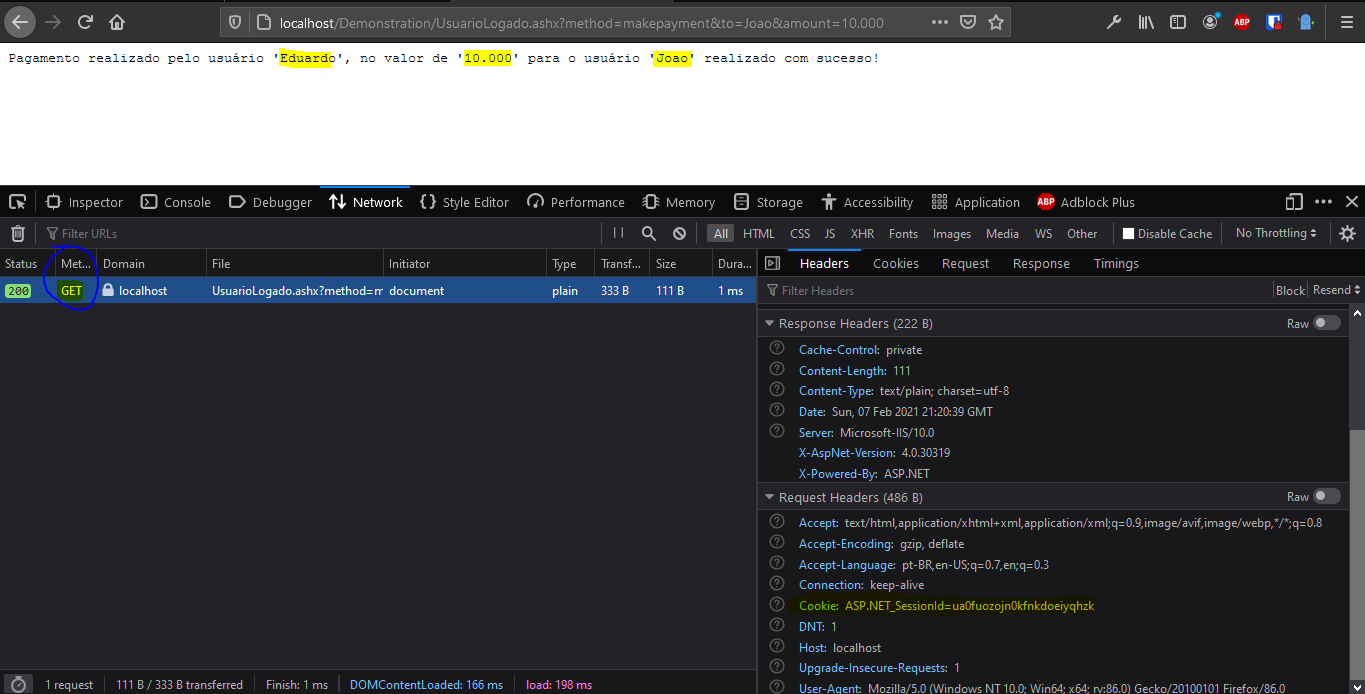 localhost/Demonstration/UsuarioLogado.ashx?method=makepayment&to=Joao&amount=10.000
ABP
Pagamento realizado pelo usuário 'Eduardo', no valor de '10.000' para o usuário 'Joao' realizado com sucesso!
Inspector Console Debugger Network Style Editor Performance Memory Storage Accessibility Application ABP Adblock Plus
Filter URLs All HTML CSS JS XHR Fonts Images Media WS Other Disable Cache No Throttling
Status Met... Domain File Initiator Type Transf... Size Dura...
200 GET localhost UsuarioLogado.ashx?method=m document plain 333 B 111 B 1 ms
Headers Cookies Request Response Timings
Filter Headers Block Resend
Response Headers (222 B) Raw
Cache-Control: private
Content-Length: 111
Content-Type: text/plain; charset=utf-8
Date: Sun, 07 Feb 2021 21:20:39 GMT
Server: Microsoft-IIS/10.0
X-AspNet-Version: 4.0.30319
X-Powered-By: ASP.NET
Request Headers (486 B) Raw
Accept: text/html,application/xhtml+xml,application/xml;q=0.9,image/avif,image/webp,*/*;q=0.8
Accept-Encoding: gzip, deflate
Accept-Language: pt-BR,en-US;q=0.7,en;q=0.3
Connection: keep-alive
Cookie: ASP.NET_SessionId=ua0fuozojn0kfnkdoeiyqhzk
DNT: 1
Host: localhost
Upgrade-Insecure-Requests: 1
User-Agent: Mozilla/5.0 (Windows NT 10.0; Win64; x64; rv:86.0) Gecko/20100101 Firefox/86.0
1 request 111 B / 333 B transferred Finish: 1 ms DOMContentLoaded: 166 ms load: 198 ms